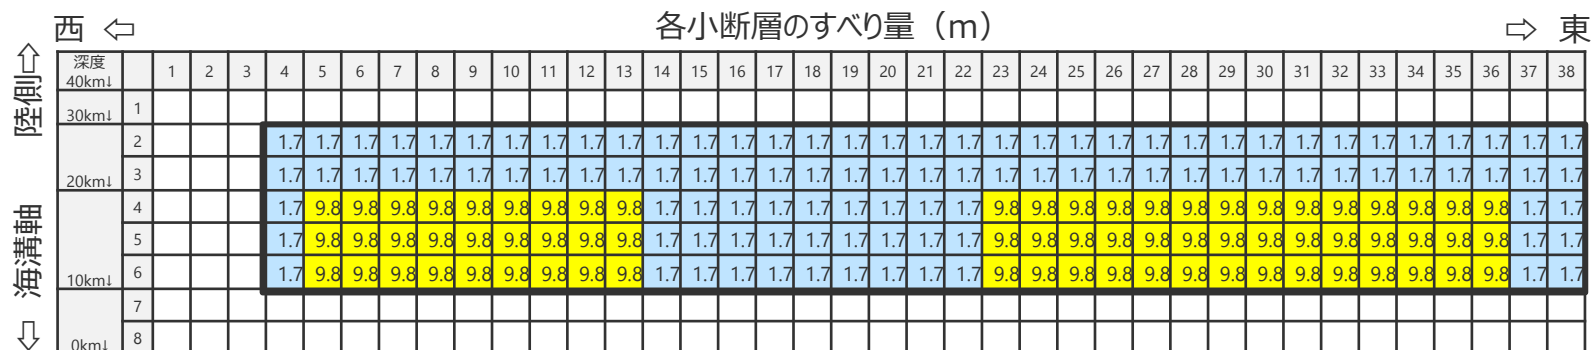 各小断層のすべり量（m）
西 ⇦ ⇨ 東
陸側⇨
海溝軸 ⇦
深度 40km↓ 1 2 3 4 5 6 7 8 9 10 11 12 13 14 15 16 17 18 19 20 21 22 23 24 25 26 27 28 29 30 31 32 33 34 35 36 37 38
30km↓ 1
2 1.7 1.7 1.7 1.7 1.7 1.7 1.7 1.7 1.7 1.7 1.7 1.7 1.7 1.7 1.7 1.7 1.7 1.7 1.7 1.7 1.7 1.7 1.7 1.7 1.7 1.7 1.7 1.7 1.7 1.7 1.7 1.7 1.7 1.7 1.7
20km↓ 3 1.7 1.7 1.7 1.7 1.7 1.7 1.7 1.7 1.7 1.7 1.7 1.7 1.7 1.7 1.7 1.7 1.7 1.7 1.7 1.7 1.7 1.7 1.7 1.7 1.7 1.7 1.7 1.7 1.7 1.7 1.7 1.7 1.7 1.7 1.7
4 1.7 9.8 9.8 9.8 9.8 9.8 9.8 9.8 9.8 9.8 1.7 1.7 1.7 1.7 1.7 1.7 1.7 1.7 1.7 9.8 9.8 9.8 9.8 9.8 9.8 9.8 9.8 9.8 9.8 9.8 9.8 9.8 9.8 1.7 1.7
5 1.7 9.8 9.8 9.8 9.8 9.8 9.8 9.8 9.8 9.8 1.7 1.7 1.7 1.7 1.7 1.7 1.7 1.7 1.7 9.8 9.8 9.8 9.8 9.8 9.8 9.8 9.8 9.8 9.8 9.8 9.8 9.8 9.8 1.7 1.7
10km↓ 6 1.7 9.8 9.8 9.8 9.8 9.8 9.8 9.8 9.8 9.8 1.7 1.7 1.7 1.7 1.7 1.7 1.7 1.7 1.7 9.8 9.8 9.8 9.8 9.8 9.8 9.8 9.8 9.8 9.8 9.8 9.8 9.8 9.8 1.7 1.7
7
0km↓ 8